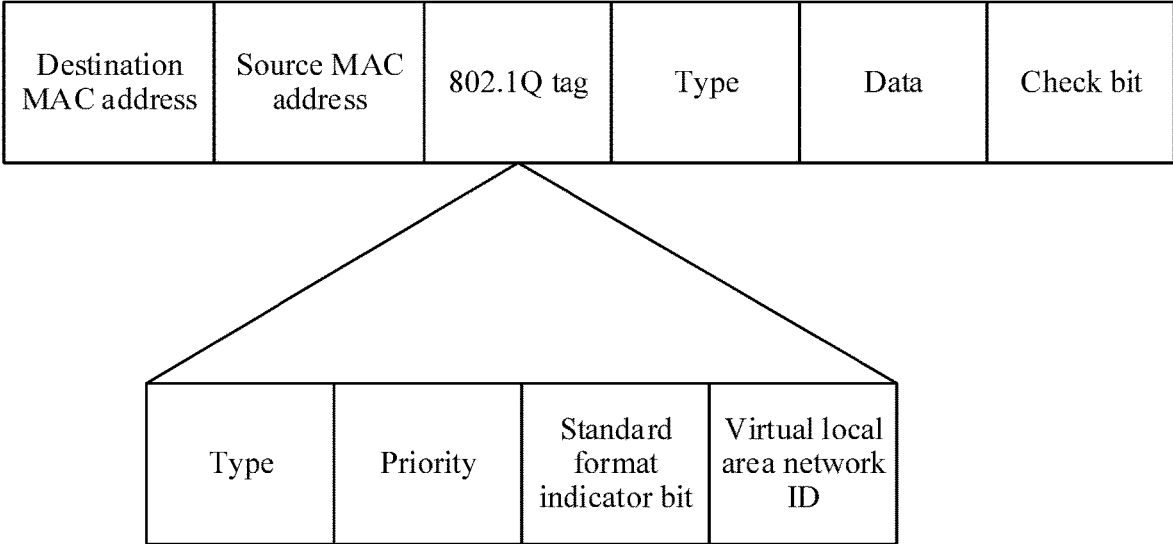 Destination
MAC address
Source MAC
address
802.1Q tag
Type
Data
Check bit
Type
Priority
Standard
format
indicator bit
Virtual local
area network
ID